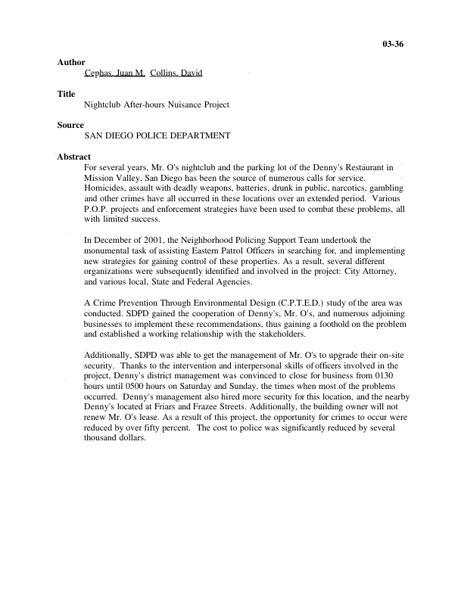 03-36
Author
Cephas, Juan M. Collins, David
Title
Nightclub After-hours Nuisance Project
Source
SAN DIEGO POLICE DEPARTMENT
Abstract
For several years, Mr. O's nightclub and the parking lot of the Denny's Restaurant in
Mission Valley, San Diego has been the source of numerous calls for service.
Homicides, assault with deadly weapons, batteries, drunk in public, narcotics, gambling
and other crimes have all occurred in these locations over an extended period. Various
P.O.P. projects and enforcement strategies have been used to combat these problems, all
with limited success.
In December of 2001, the Neighborhood Policing Support Team undertook the
monumental task of assisting Eastern Patrol Officers in searching for, and implementing
new strategies for gaining control of these properties. As a result, several different
organizations were subsequently identified and involved in the project: City Attorney,
and various local, State and Federal Agencies.
A Crime Prevention Through Environmental Design (C.P.T.E.D.) study of the area was
conducted. SDPD gained the cooperation of Denny's, Mr. O's, and numerous adjoining
businesses to implement these recommendations, thus gaining a foothold on the problem
and established a working relationship with the stakeholders.
Additionally, SDPD was able to get the management of Mr. O's to upgrade their on-site
security. Thanks to the intervention and interpersonal skills of officers involved in the
project, Denny's district management was convinced to close for business from 0130
hours until 0500 hours on Saturday and Sunday, the times when most of the problems
occurred. Denny's management also hired more security for this location, and the nearby
Denny's located at Friars and Frazee Streets. Additionally, the building owner will not
renew Mr. O's lease. As a result of this project, the opportunity for crimes to occur were
reduced by over fifty percent. The cost to police was significantly reduced by several
thousand dollars.